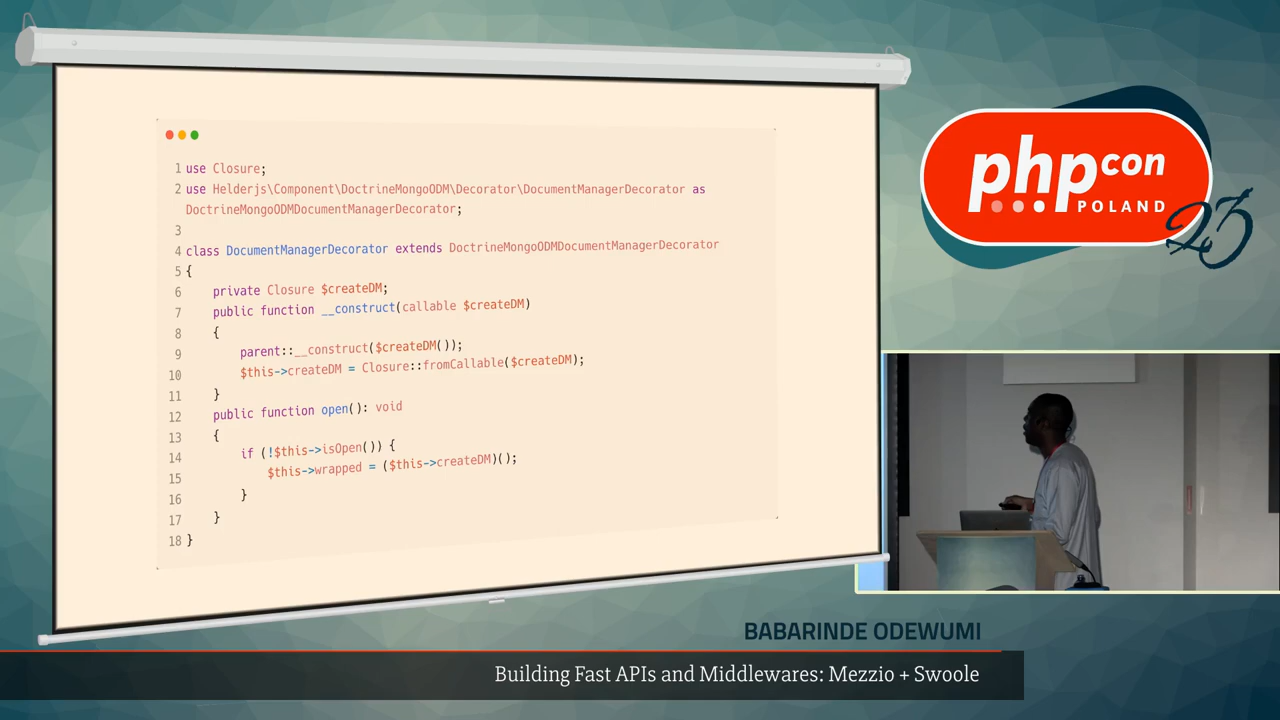 1 use Closure;
2 use Helderjs\Component\DoctrineMongoODM\Decorator\DocumentManagerDecorator as
DoctrineMongoODMDocumentManagerDecorator;
3
4 class DocumentManagerDecorator extends DoctrineMongoODMDocumentManagerDecorator
5 {
6 private Closure $createDM;
7 public function __construct(callable $createDM)
8 {
9 parent::__construct($createDM());
10 $this->createDM = Closure::fromCallable($createDM);
11 }
12 public function open(): void
13 {
14 if (!$this->isOpen()) {
15 $this->wrapped = ($this->createDM)();
16 }
17 }
18 }
phpcon
POLAND
23
BABARINDE ODEWUMI
Building Fast APIs and Middlewares: Mezzio + Swoole